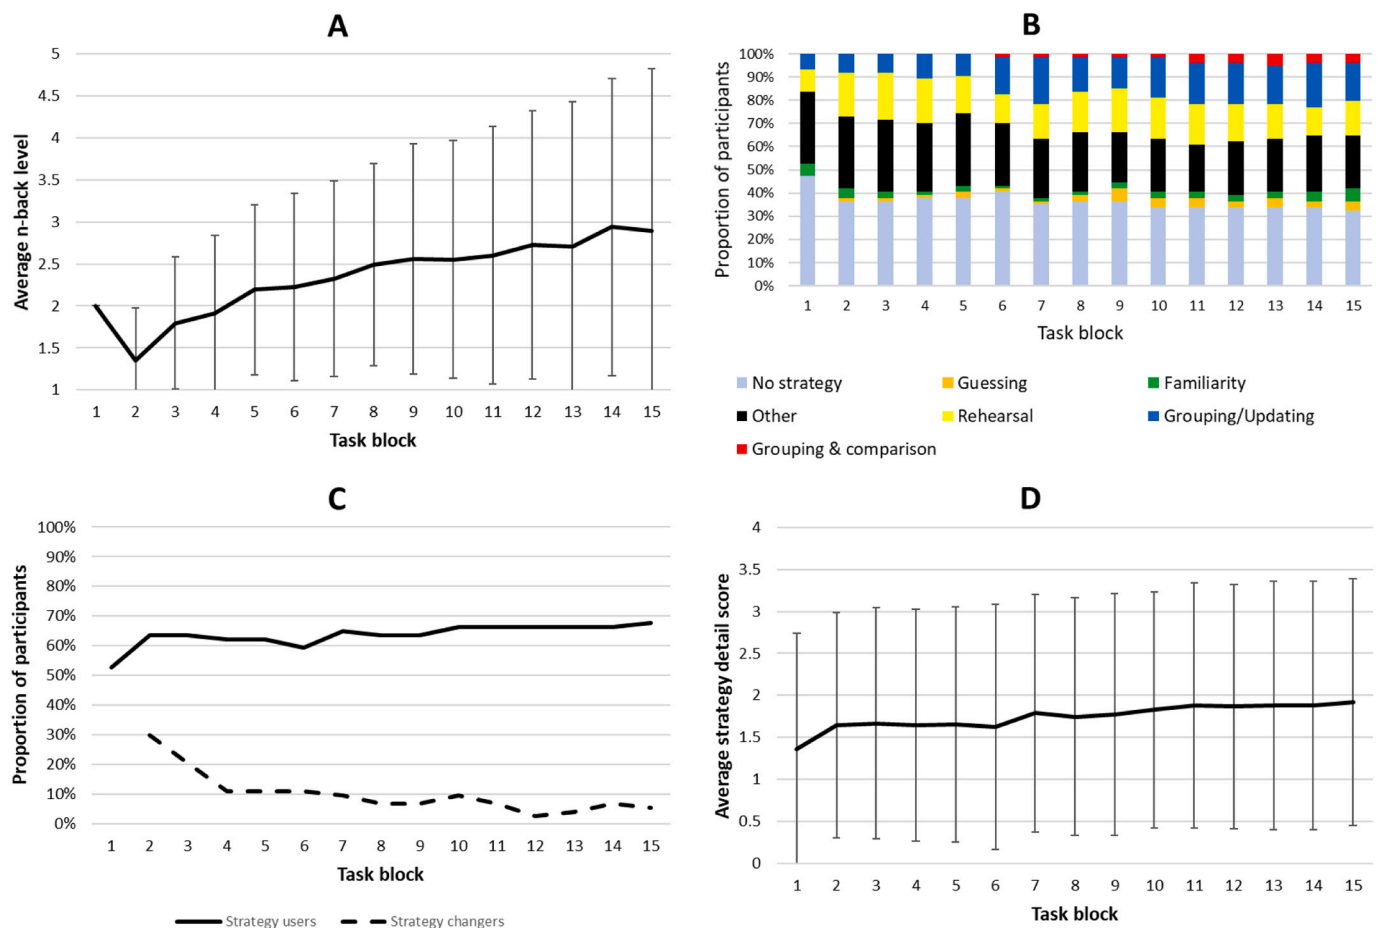 A
Average n-back level
5
4.5
4
3.5
3
2.5
2
1.5
1
1 2 3 4 5 6 7 8 9 10 11 12 13 14 15
Task block
B
Proportion of participants
100%
90%
80%
70%
60%
50%
40%
30%
20%
10%
0%
1 2 3 4 5 6 7 8 9 10 11 12 13 14 15
Task block
No strategy Guessing Familiarity
Other Rehearsal Grouping/Updating
Grouping & comparison
C
Proportion of participants
100%
90%
80%
70%
60%
50%
40%
30%
20%
10%
0%
1 2 3 4 5 6 7 8 9 10 11 12 13 14 15
Task block
Strategy users Strategy changers
D
Average strategy detail score
4
3.5
3
2.5
2
1.5
1
0.5
0
1 2 3 4 5 6 7 8 9 10 11 12 13 14 15
Task block